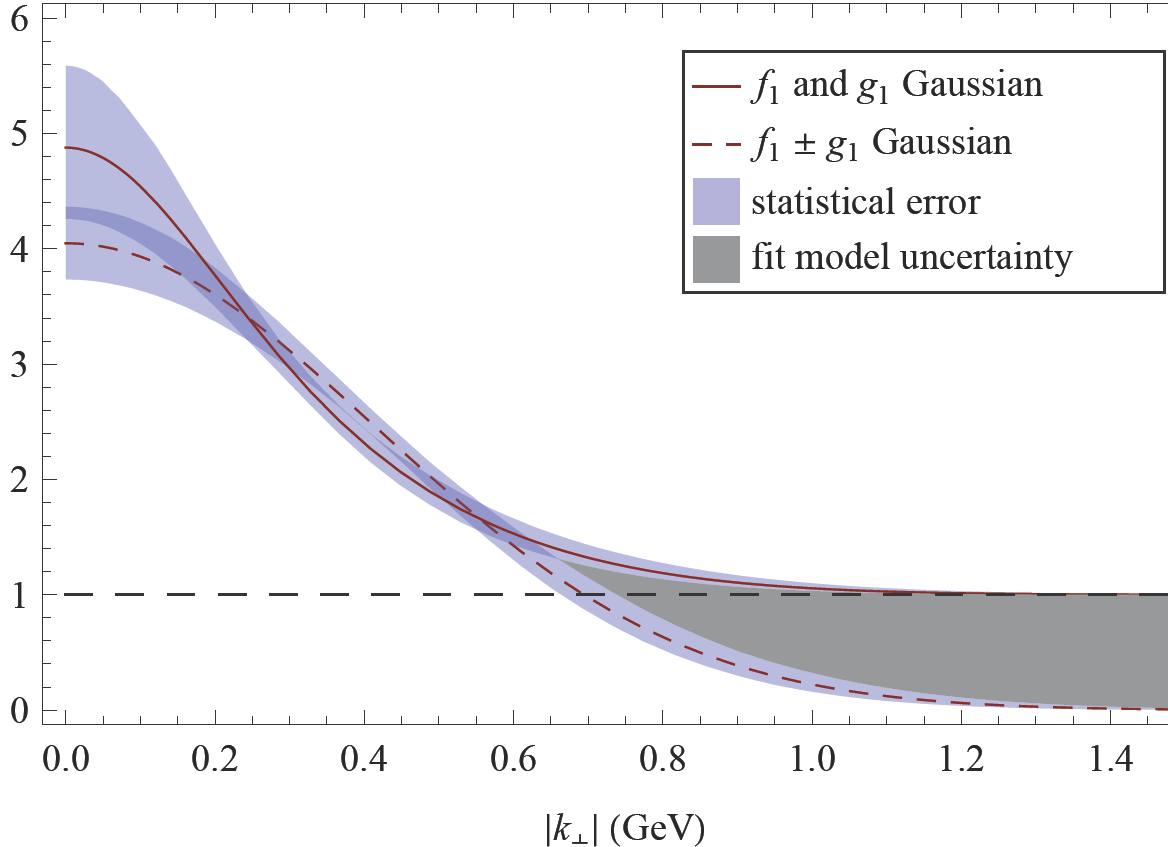 6
5
4
3
2
1
0
f₁ and g₁ Gaussian
f₁ ± g₁ Gaussian
statistical error
fit model uncertainty
0.0 0.2 0.4 0.6 0.8 1.0 1.2 1.4
|k⊥| (GeV)